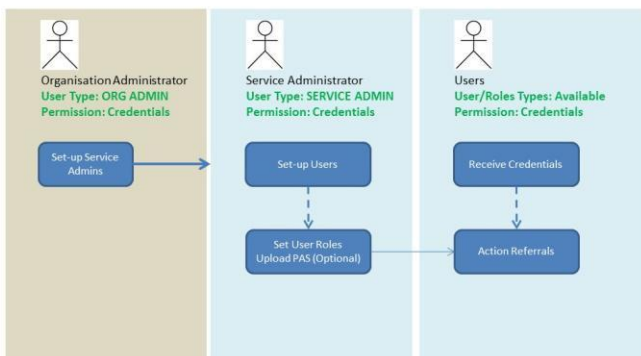 Organisation Administrator
User Type: ORG ADMIN
Permission: Credentials
Set-up Service
Admins
Service Administrator
User Type: SERVICE ADMIN
Permission: Credentials
Set-up Users
Set User Roles
Upload PAS (Optional)
Users
User/Roles Types: Available
Permission: Credentials
Receive Credentials
Action Referrals